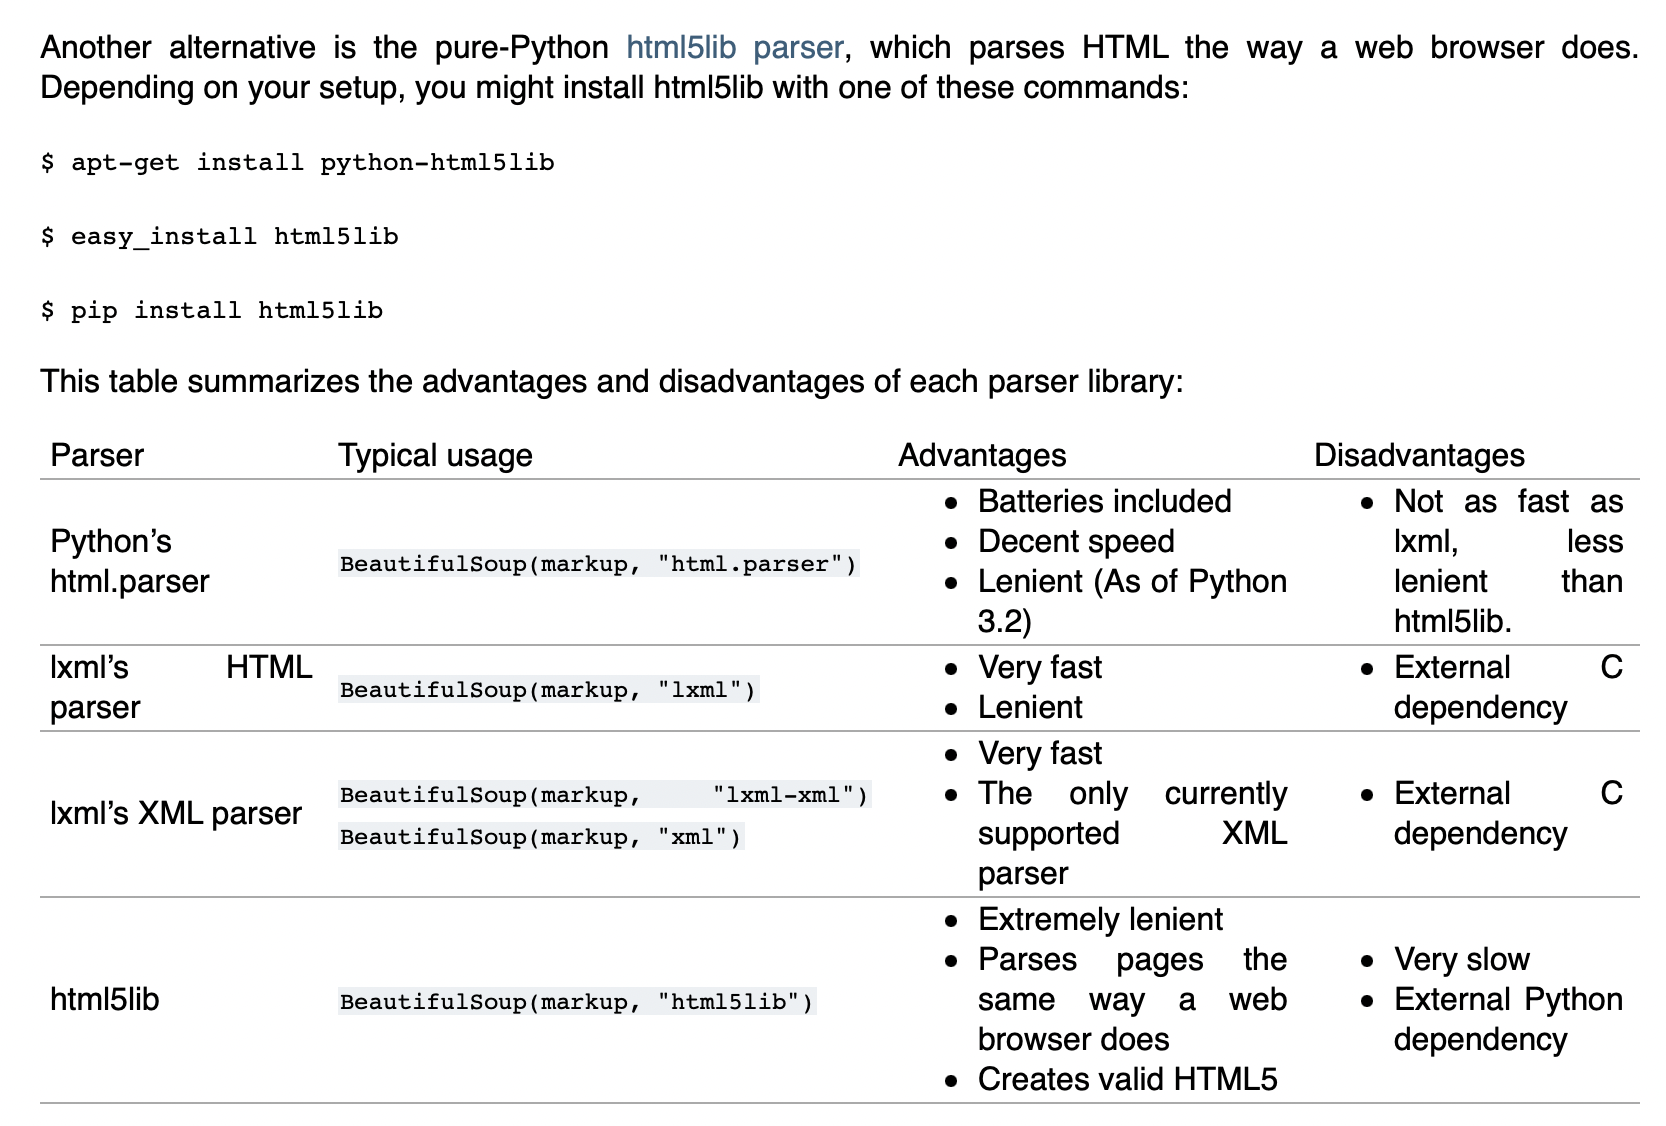 Another alternative is the pure-Python html5lib parser, which parses HTML the way a web browser does.
Depending on your setup, you might install html5lib with one of these commands:
$ apt-get install python-html5lib
$ easy_install html5lib
$ pip install html5lib
This table summarizes the advantages and disadvantages of each parser library:
Parser Typical usage Advantages Disadvantages
Python’s
html.parser
BeautifulSoup(markup, "html.parser")
• Batteries included
• Decent speed
• Lenient (As of Python
3.2)
• Not as fast as
lxml, less
lenient than
html5lib.
lxml’s HTML
parser
BeautifulSoup(markup, "lxml")
• Very fast
• Lenient
• External C
dependency
lxml’s XML parser
BeautifulSoup(markup, "lxml-xml")
BeautifulSoup(markup, "xml")
• Very fast
• The only currently
supported XML
parser
• External C
dependency
html5lib
BeautifulSoup(markup, "html5lib")
• Extremely lenient
• Parses pages the
same way a web
browser does
• Creates valid HTML5
• Very slow
• External Python
dependency